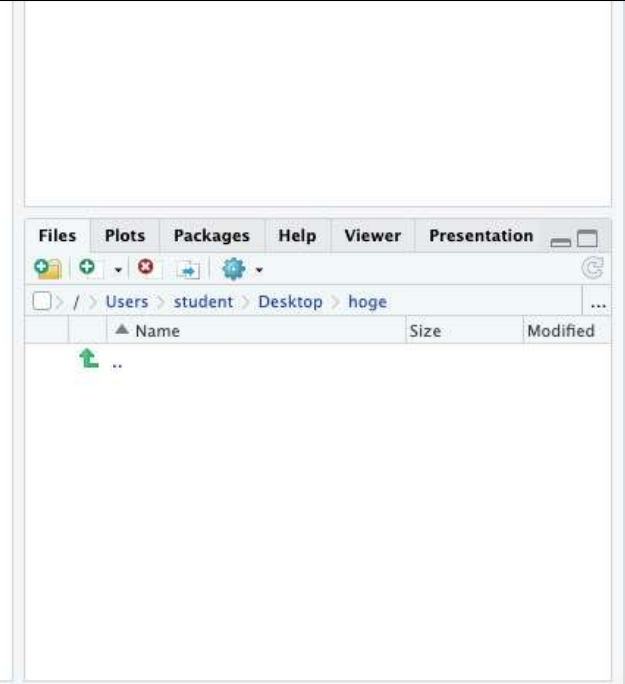 Files Plots Packages Help Viewer Presentation
/ Users student Desktop hoge ...
Name Size Modified
..